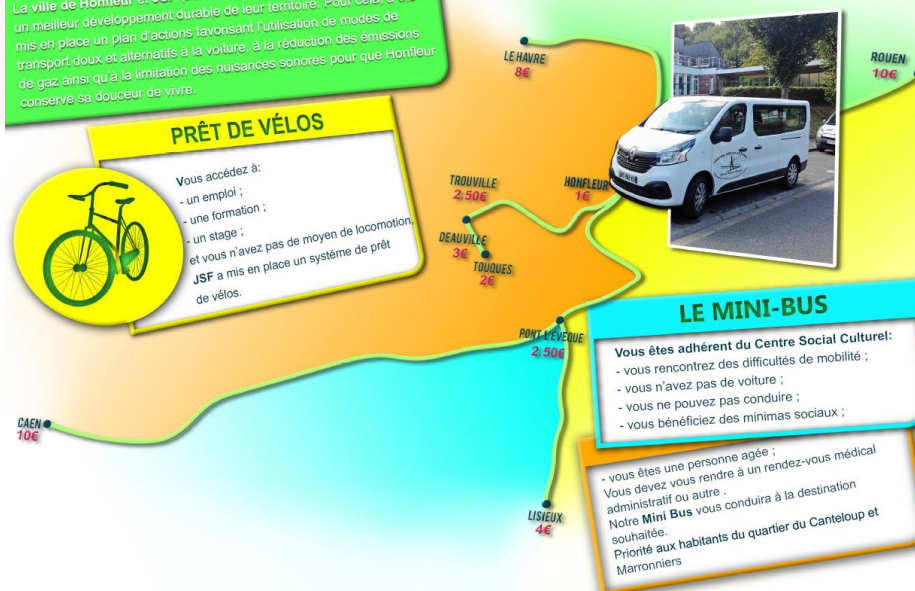 La ville de Honfleur et
un meilleur développement durable de leur territoire. Pour cela,
mis en place un plan d'actions favorisant l'utilisation de modes de
transport doux et alternatifs à la voiture, à la réduction des émissions
de gaz ainsi qu'à la limitation des nuisances sonores pour que Honfleur
conserve sa douceur de vivre.
PRÊT DE VÉLOS
Vous accédez à:
- un emploi ;
- une formation ;
- un stage ;
et vous n'avez pas de moyen de locomotion,
JSF a mis en place un systéme de prêt
de vélos.
LE HAVRE
8€
ROUEN
10€
TROUVILLE
2,50€
HONFLEUR
1€
DEAUVILLE
3€
TOUQUES
2€
PONT L'ÉVEQUE
2,50€
CAEN
10€
LISIEUX
4€
LE MINI-BUS
Vous êtes adhérent du Centre Social Culturel:
- vous rencontrez des difficultés de mobilité ;
- vous n'avez pas de voiture ;
- vous ne pouvez pas conduire ;
- vous bénéficiez des minimas sociaux ;
- vous êtes une personne agée ;
Vous devez vous rendre à un rendez-vous médical
administratif ou autre .
Notre Mini Bus vous conduira à la destination
souhaitée.
Priorité aux habitants du quartier du Canteloup et
Marronniers